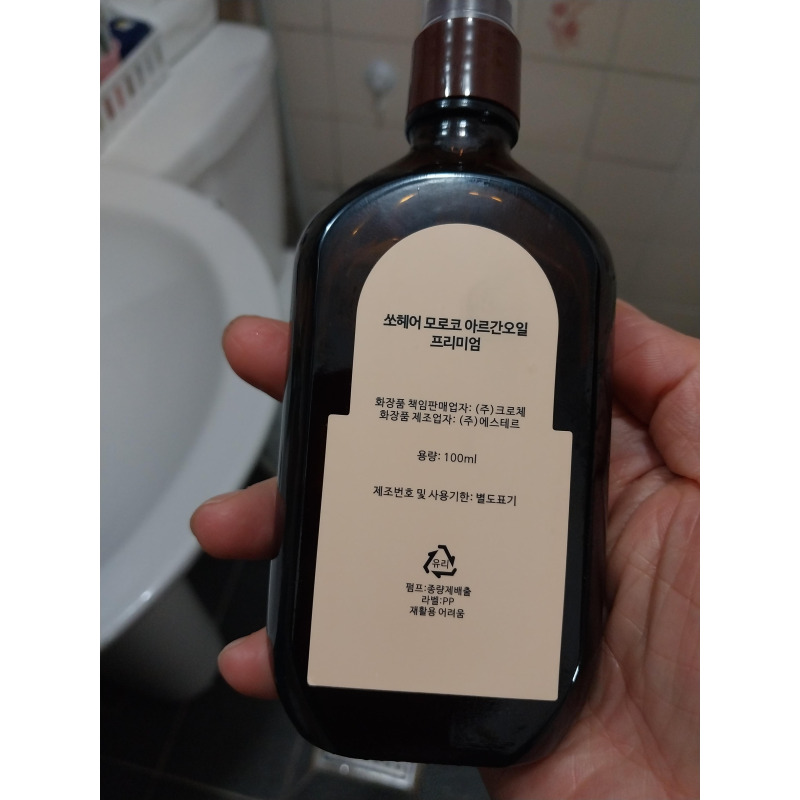 쏘헤어 모로코 아르간오일
프리미엄
화장품 책임판매업자: (주)크로체
화장품 제조업자: (주)에스테르
용량: 100ml
제조번호 및 사용기한: 별도표기
유리
펌프:종량제배출
라벨:PP
재활용 어려움